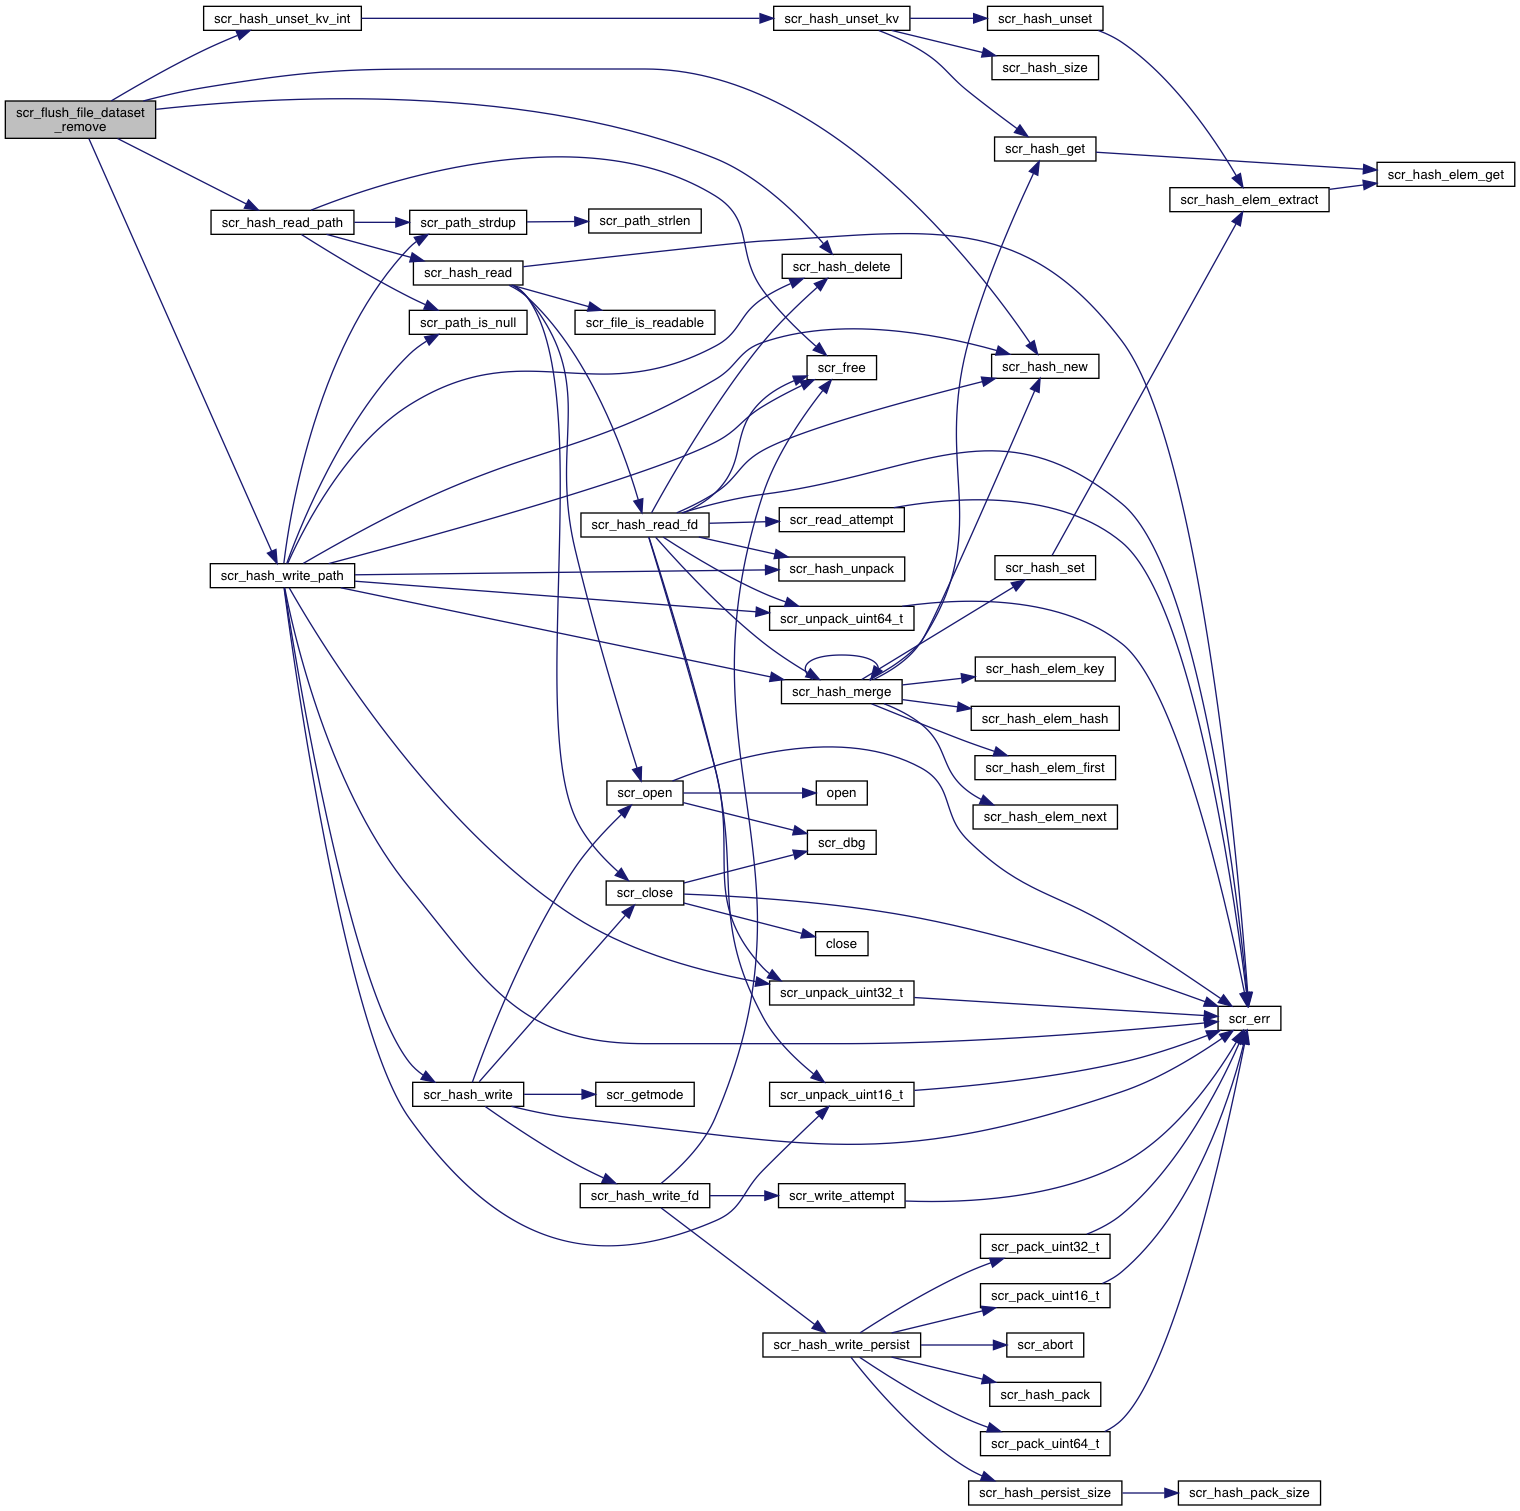 scr_hash_unset_kv_int
scr_hash_unset_kv
scr_hash_unset
scr_hash_size
scr_flush_file_dataset
_remove
scr_hash_get
scr_hash_elem_get
scr_hash_elem_extract
scr_hash_read_path
scr_path_strdup
scr_path_strlen
scr_hash_read
scr_hash_delete
scr_path_is_null
scr_file_is_readable
scr_free
scr_hash_new
scr_hash_read_fd
scr_read_attempt
scr_hash_unpack
scr_hash_set
scr_hash_write_path
scr_unpack_uint64_t
scr_hash_elem_key
scr_hash_merge
scr_hash_elem_hash
scr_hash_elem_first
scr_open
open
scr_hash_elem_next
scr_dbg
scr_close
close
scr_unpack_uint32_t
scr_err
scr_hash_write
scr_getmode
scr_unpack_uint16_t
scr_hash_write_fd
scr_write_attempt
scr_pack_uint32_t
scr_pack_uint16_t
scr_hash_write_persist
scr_abort
scr_hash_pack
scr_pack_uint64_t
scr_hash_persist_size
scr_hash_pack_size